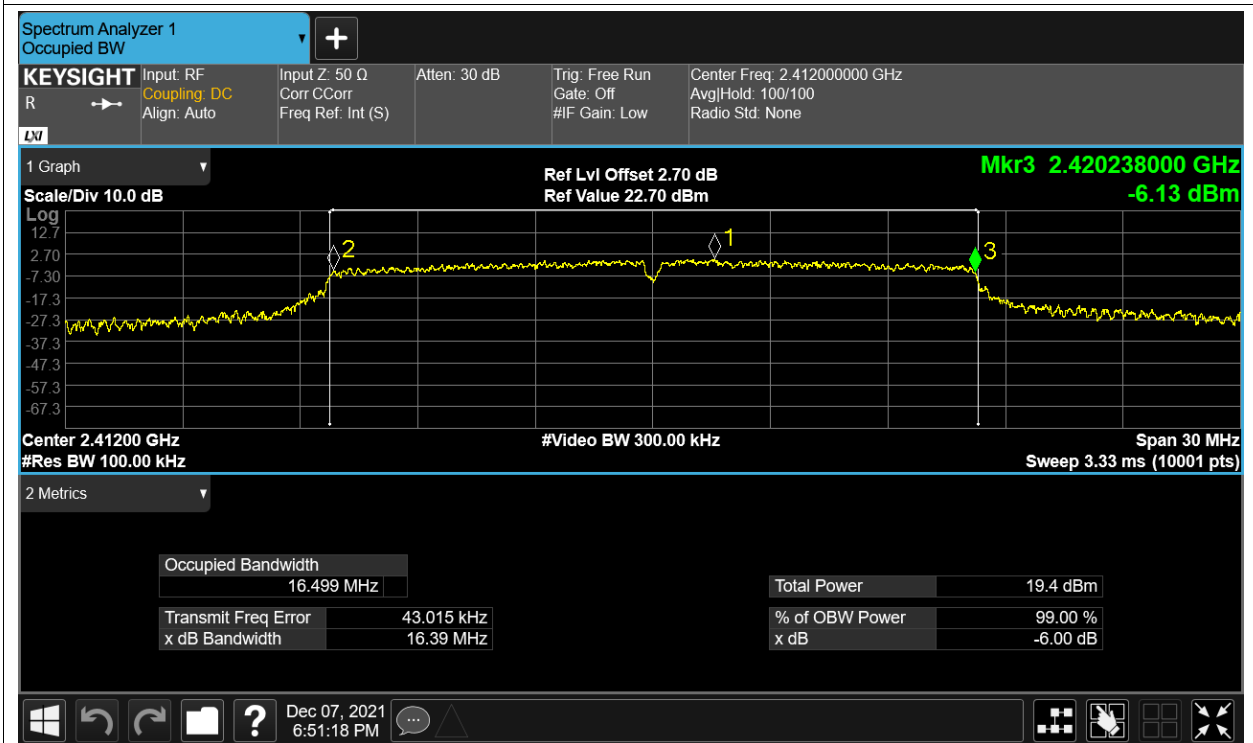 Spectrum Analyzer 1
Occupied BW
KEYSIGHT
R
LXI
Input: RF
Coupling: DC
Align: Auto
Input Z: 50 Ω
Corr CCorr
Freq Ref: Int (S)
Atten: 30 dB
Trig: Free Run
Gate: Off
#IF Gain: Low
Center Freq: 2.412000000 GHz
Avg|Hold: 100/100
Radio Std: None
1 Graph
Scale/Div 10.0 dB
Ref Lvl Offset 2.70 dB
Ref Value 22.70 dBm
Mkr3 2.420238000 GHz
-6.13 dBm
Log
12.7
2.70
-7.30
-17.3
-27.3
-37.3
-47.3
-57.3
-67.3
2
1
3
Center 2.41200 GHz
#Video BW 300.00 kHz
Span 30 MHz
#Res BW 100.00 kHz
Sweep 3.33 ms (10001 pts)
2 Metrics
Occupied Bandwidth
16.499 MHz
Total Power 19.4 dBm
Transmit Freq Error 43.015 kHz
% of OBW Power 99.00 %
x dB Bandwidth 16.39 MHz
x dB -6.00 dB
?
Dec 07, 2021
6:51:18 PM